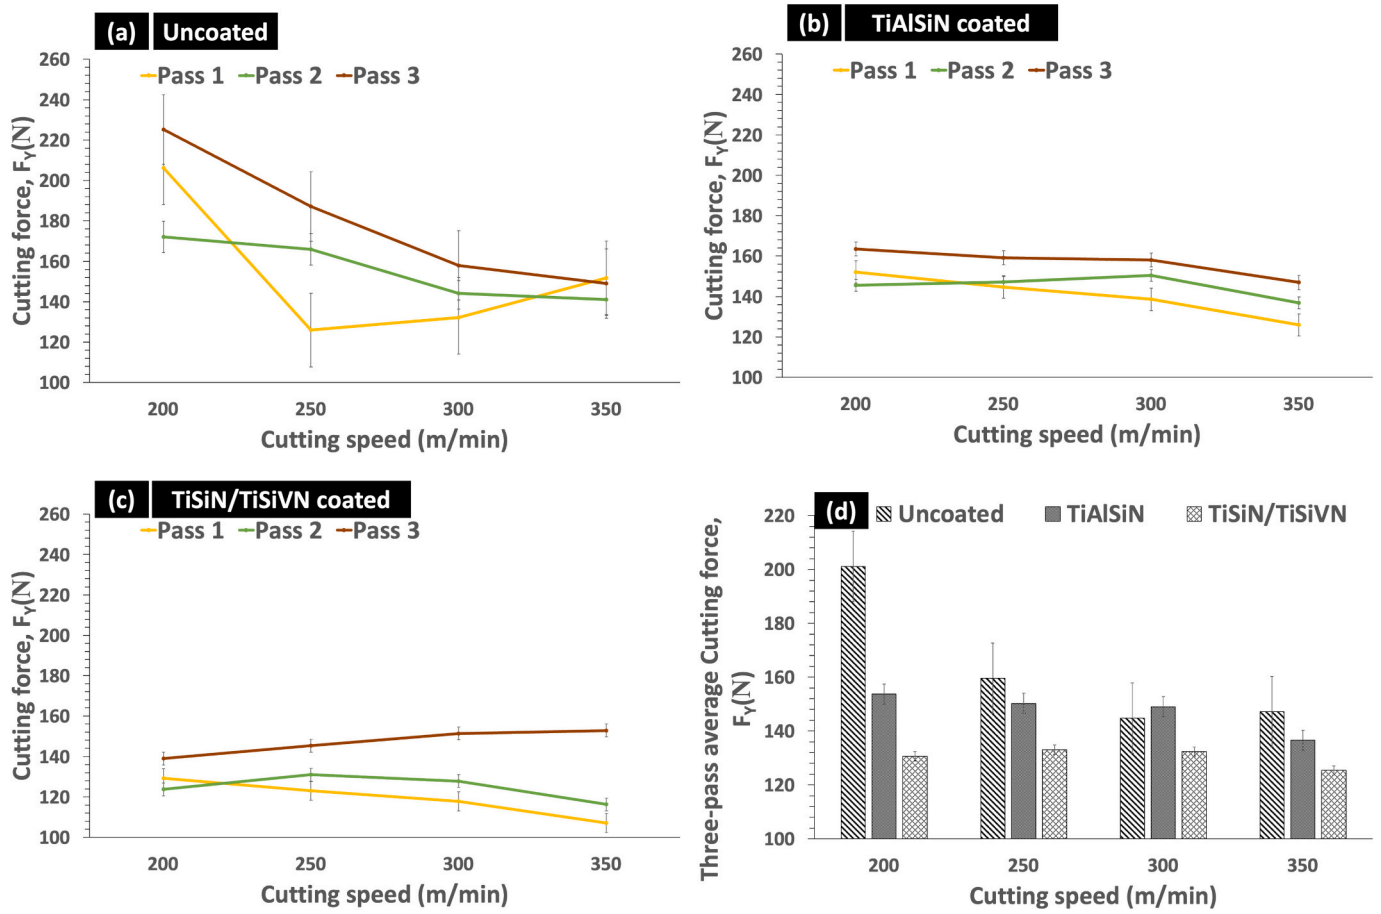 (a) Uncoated
Pass 1 Pass 2 Pass 3
260
240
220
200
180
160
140
120
100
Cutting force, FY(N)
200 250 300 350
Cutting speed (m/min)
(b) TiAlSiN coated
Pass 1 Pass 2 Pass 3
260
240
220
200
180
160
140
120
100
Cutting force, FY(N)
200 250 300 350
Cutting speed (m/min)
(c) TiSiN/TiSiVN coated
Pass 1 Pass 2 Pass 3
260
240
220
200
180
160
140
120
100
Cutting force, FY(N)
200 250 300 350
Cutting speed (m/min)
(d) Uncoated TiAlSiN TiSiN/TiSiVN
220
200
180
160
140
120
100
Three-pass average Cutting force,
FY(N)
200 250 300 350
Cutting speed (m/min)